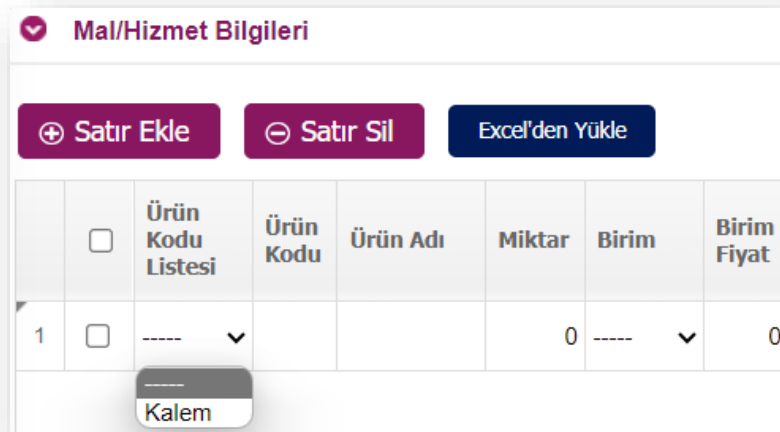 Mal/Hizmet Bilgileri
Satır Ekle
Satır Sil
Excel'den Yükle
Ürün
Kodu
Listesi
Ürün
Kodu
Ürün Adı
Miktar
Birim
Birim
Fiyat
1
-----
0
-----
0
-----
Kalem